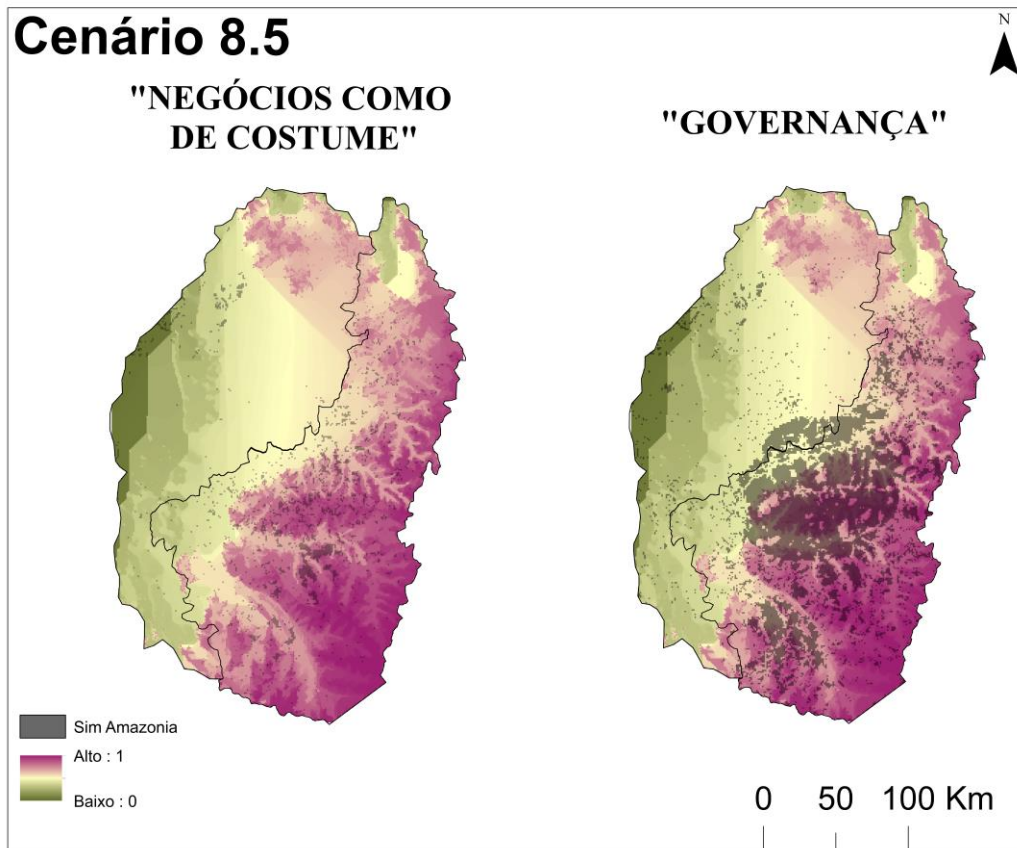 Cenário 8.5
N
"NEGÓCIOS COMO
DE COSTUME"
"GOVERNANÇA"
Sim Amazonia
Alto : 1
Baixo : 0
0 50 100 Km